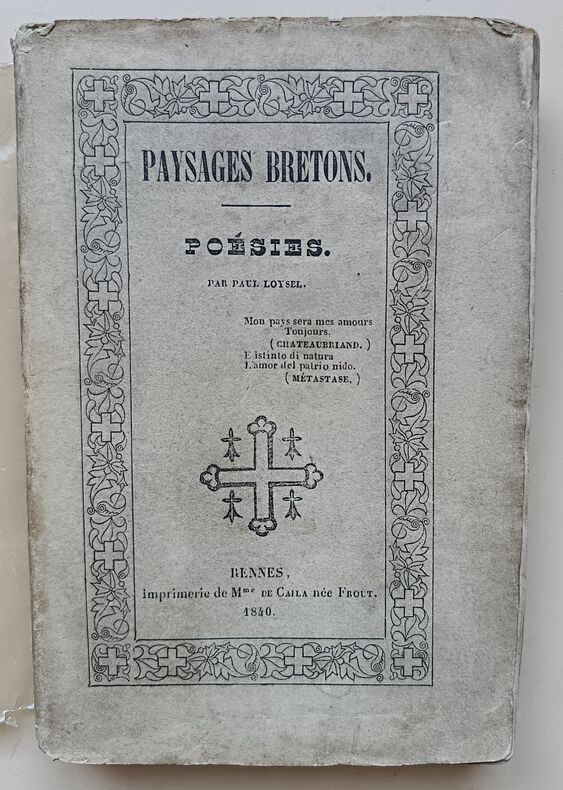 PAYSAGES BRETONS.
POÉSIES.
PAR PAUL LOYSEL.
Mon pays sera mes amours
Toujours.
( CHATEAUBRIAND. )
E istinto di natura
L'amor del patrio nido.
( MÉTASTASE. )
RENNES,
Imprimerie de Mme DE CAILA née FROUT.
1840.